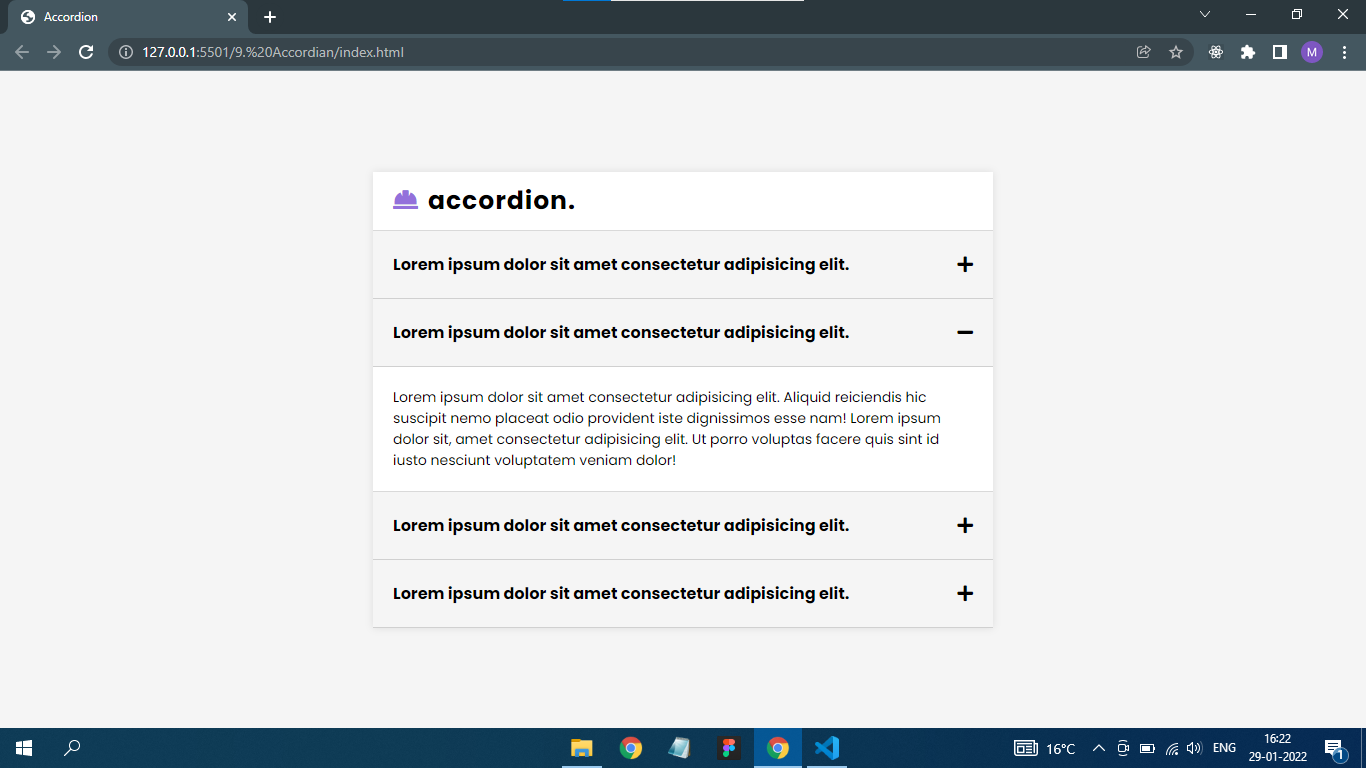 Accordion
127.0.0.1:5501/9.%20Accordian/index.html
M
accordion.
Lorem ipsum dolor sit amet consectetur adipisicing elit.
Lorem ipsum dolor sit amet consectetur adipisicing elit.
Lorem ipsum dolor sit amet consectetur adipisicing elit. Aliquid reiciendis hic
suscipit nemo placeat odio provident iste dignissimos esse nam! Lorem ipsum
dolor sit, amet consectetur adipisicing elit. Ut porro voluptas facere quis sint id
iusto nesciunt voluptatem veniam dolor!
Lorem ipsum dolor sit amet consectetur adipisicing elit.
Lorem ipsum dolor sit amet consectetur adipisicing elit.
16°C
ENG
16:22
29-01-2022
1